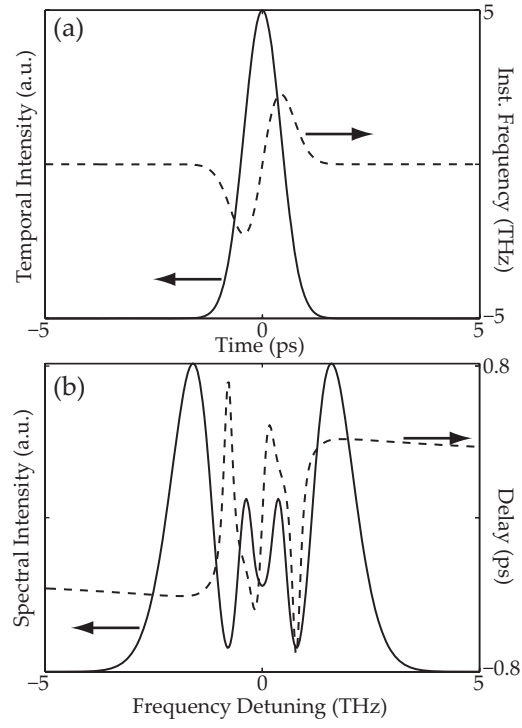 (a)
5
Temporal Intensity (a.u.)
Inst. Frequency (THz)
−5
−5
0
5
Time (ps)
(b)
0.8
Spectral Intensity (a.u.)
Delay (ps)
−0.8
−5
0
5
Frequency Detuning (THz)